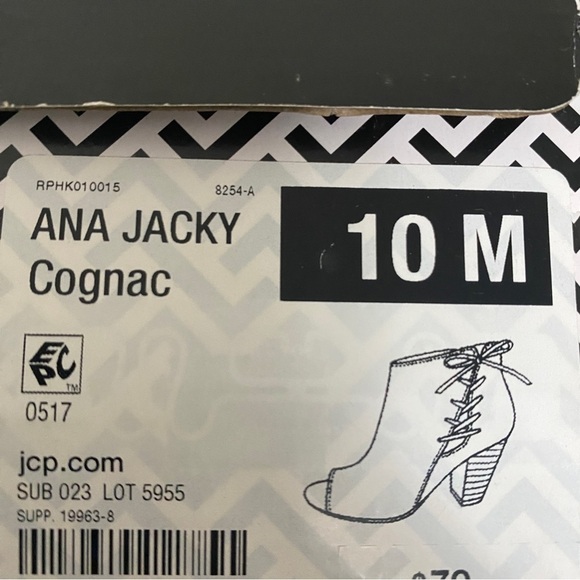 RPHK010015 8254-A
ANA JACKY
Cognac
10 M
EPC
TM
0517
jcp.com
SUB 023 LOT 5955
SUPP. 19963-8